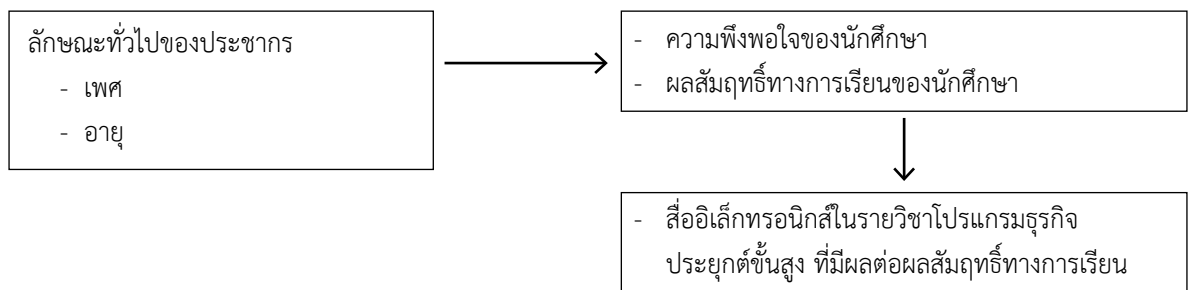 ลักษณะทั่วไปของประชากร
- เพศ
- อายุ
- ความพึงพอใจของนักศึกษา
- ผลสัมฤทธิ์ทางการเรียนของนักศึกษา
- สื่ออิเล็กทรอนิกส์ในรายวิชาโปรแกรมธุรกิจ
ประยุกต์ขั้นสูง ที่มีผลต่อผลสัมฤทธิ์ทางการเรียน